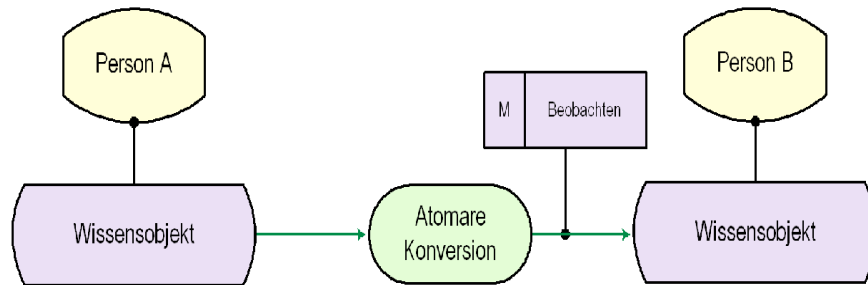 Person A
Person B
M
Beobachten
Wissensobjekt
Atomare
Konversion
Wissensobjekt